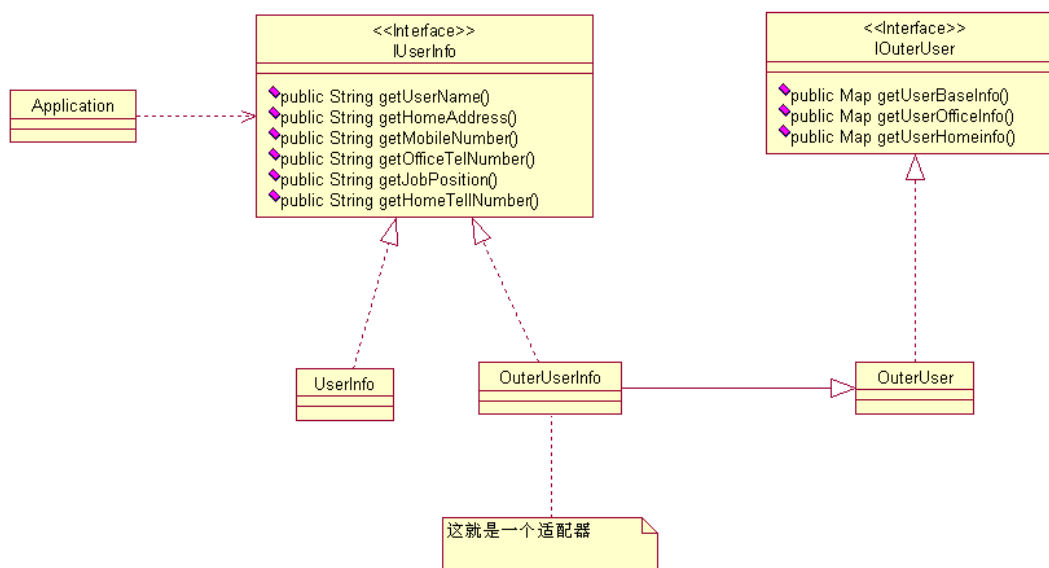 <<Interface>>
IUserInfo
public String getUserName()
public String getHomeAddress()
public String getMobileNumber()
public String getOfficeTelNumber()
public String getJobPosition()
public String getHomeTellNumber()
<<Interface>>
IOuterUser
public Map getUserBaseInfo()
public Map getUserOfficeInfo()
public Map getUserHomeinfo()
Application
UserInfo
OuterUserInfo
OuterUser
这就是一个适配器